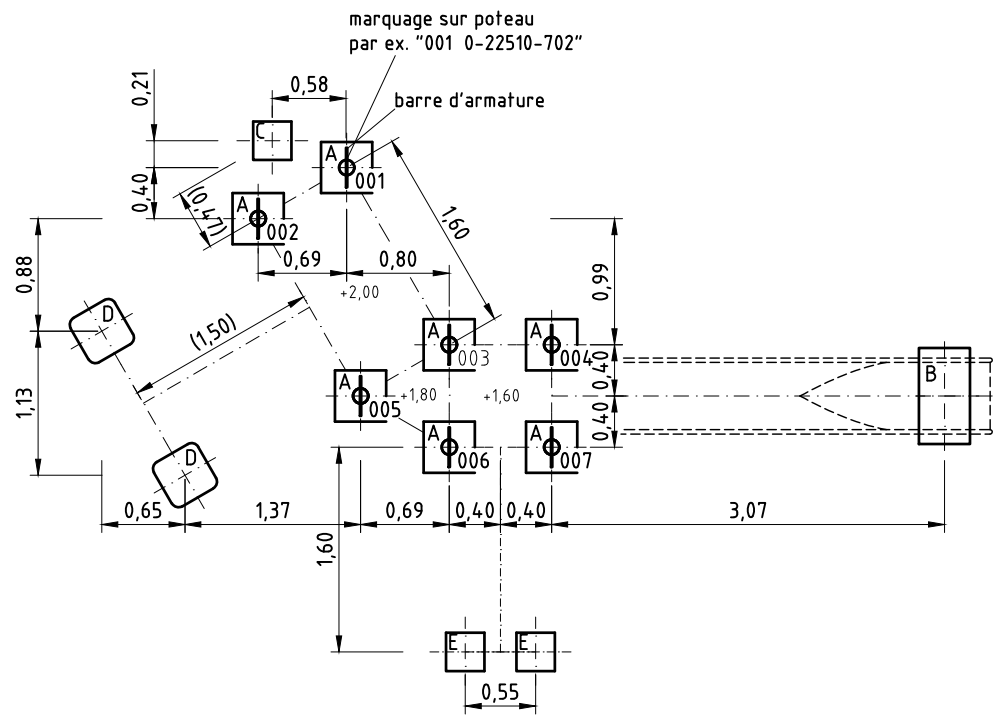 marquage sur poteau
par ex. "001 0-22510-702"
0,21
0,58
barre d'armature
C
A
001
0,40
(0,47)
A
002
1,60
0,69
0,80
0,88
0,99
+2,00
D
(1,50)
A
003
A
004
0,40
B
1,13
A
005
+1,80
+1,60
0,40
A
006
A
007
D
0,65
1,37
0,69
0,40
0,40
3,07
1,60
E
E
0,55